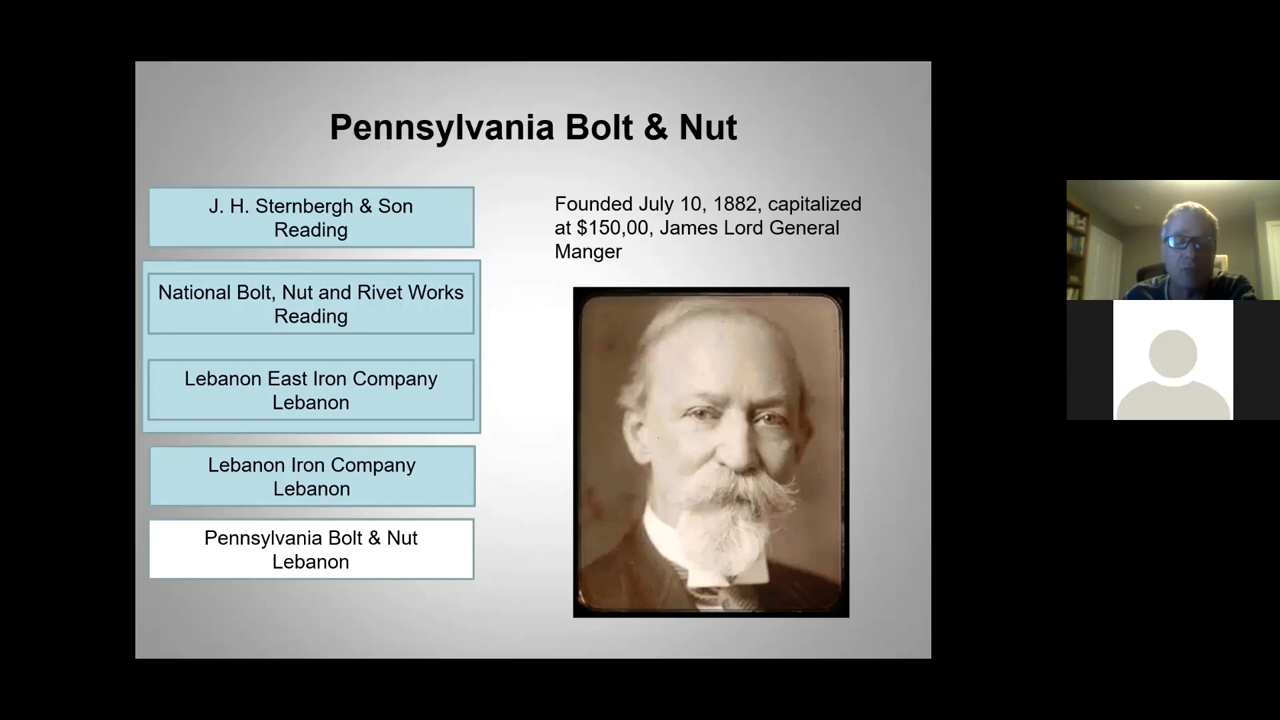 Pennsylvania Bolt & Nut
J. H. Sternbergh & Son
Reading
National Bolt, Nut and Rivet Works
Reading
Lebanon East Iron Company
Lebanon
Lebanon Iron Company
Lebanon
Pennsylvania Bolt & Nut
Lebanon
Founded July 10, 1882, capitalized
at $150,00, James Lord General
Manger